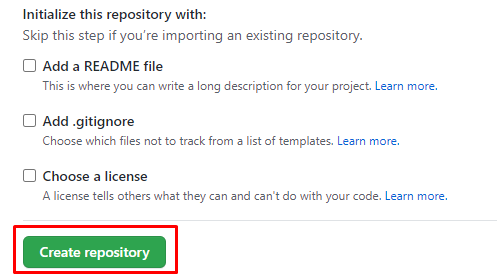 Initialize this repository with:
Skip this step if you’re importing an existing repository.
Add a README file
This is where you can write a long description for your project. Learn more.
Add .gitignore
Choose which files not to track from a list of templates. Learn more.
Choose a license
A license tells others what they can and can't do with your code. Learn more.
Create repository